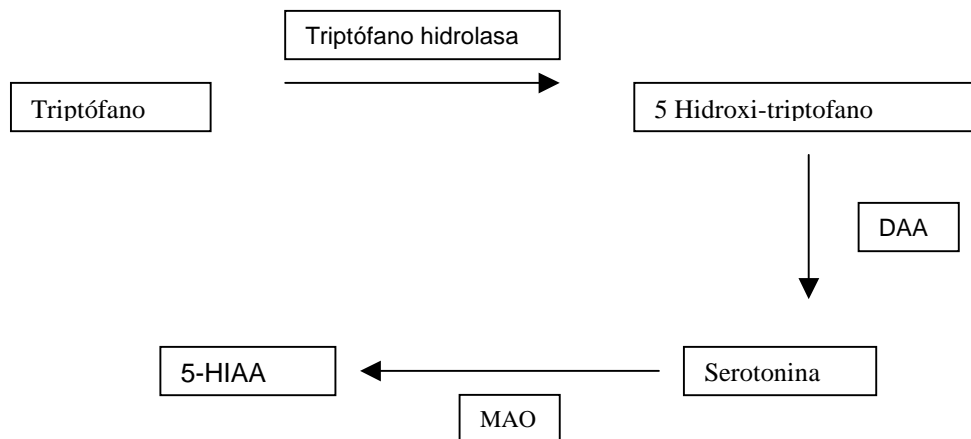 Triptófano hidrolasa
Triptófano
5 Hidroxi-triptofano
DAA
5-HIAA
Serotonina
MAO